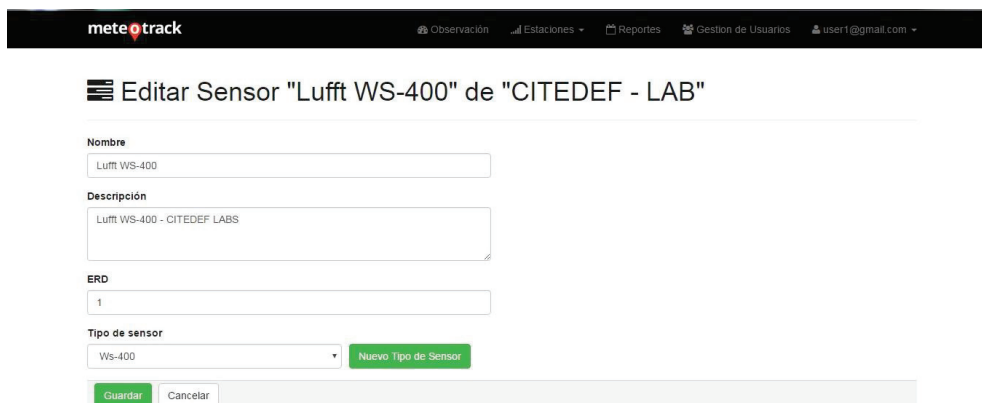 meteotrack Observación Estaciones Reportes Gestion de Usuarios user1@gmail.com
Editar Sensor "Lufft WS-400" de "CITEDEF - LAB"
Nombre
Lufft WS-400
Descripción
Lufft WS-400 - CITEDEF LABS
ERD
1
Tipo de sensor
Ws-400 Nuevo Tipo de Sensor
Guardar Cancelar